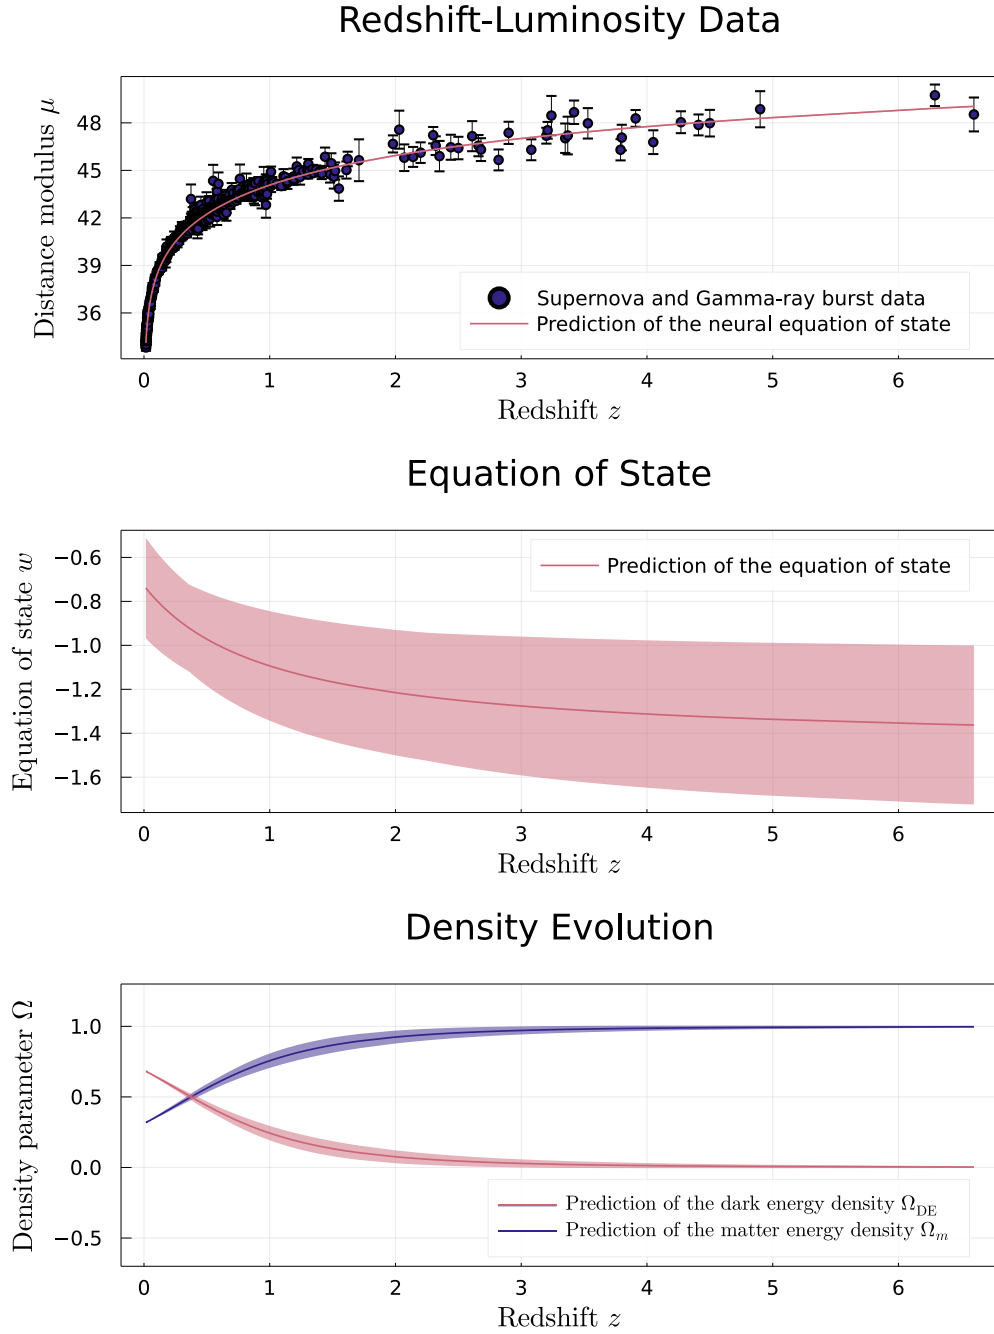 Redshift-Luminosity Data
Distance modulus μ
48
45
42
39
36
Supernova and Gamma-ray burst data
Prediction of the neural equation of state
0 1 2 3 4 5 6
Redshift z
Equation of State
Equation of state w
−0.6
−0.8
−1.0
−1.2
−1.4
−1.6
Prediction of the equation of state
0 1 2 3 4 5 6
Redshift z
Density Evolution
Density parameter Ω
1.0
0.5
0.0
−0.5
Prediction of the dark energy density Ω_DE
Prediction of the matter energy density Ω_m
0 1 2 3 4 5 6
Redshift z